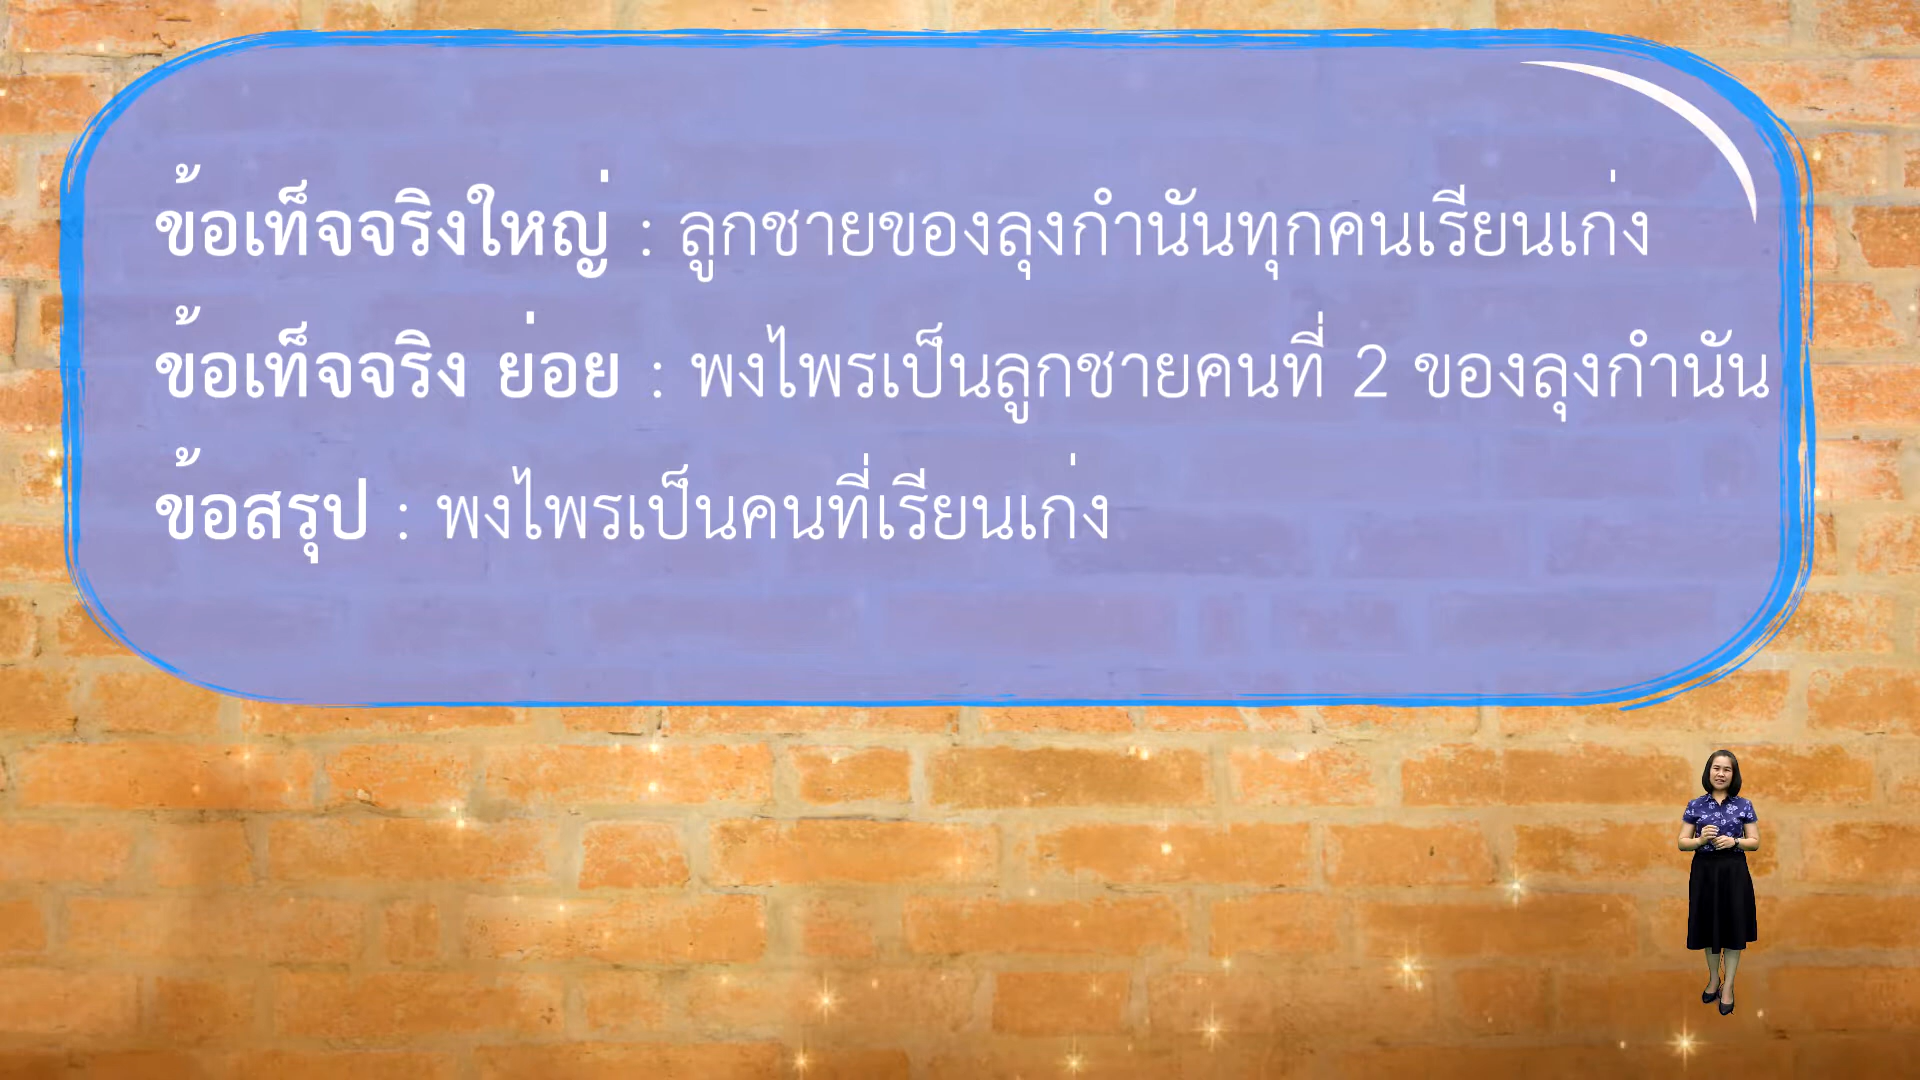 ข้อเท็จจริงใหญ่ : ลูกชายของลุงกำนันทุกคนเรียนเก่ง
ข้อเท็จจริง ย่อย : พงไพรเป็นลูกชายคนที่ 2 ของลุงกำนัน
ข้อสรุป : พงไพรเป็นคนที่เรียนเก่ง